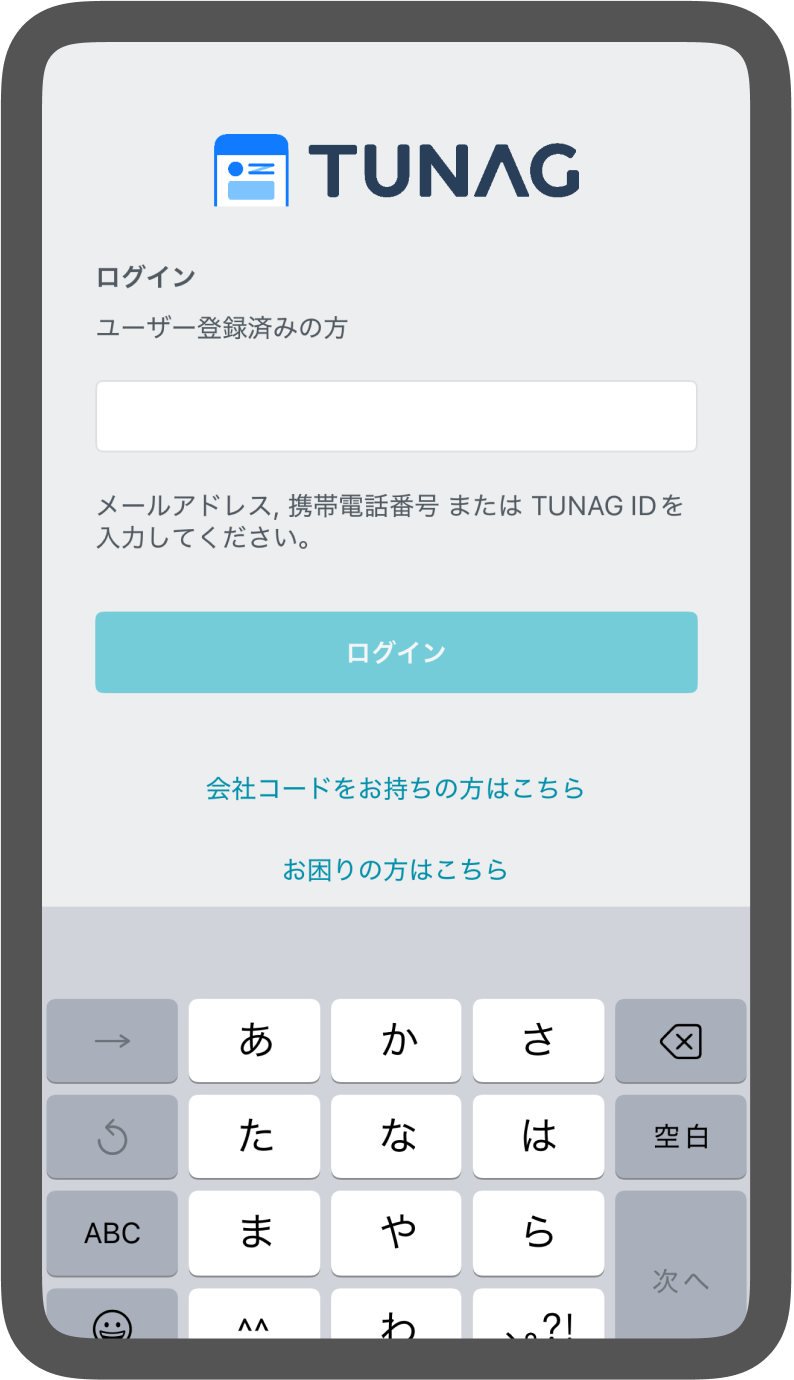 TUNAG
ログイン
ユーザー登録済みの方
メールアドレス, 携帯電話番号 または TUNAG IDを
入力してください。
ログイン
会社コードをお持ちの方はこちら
お困りの方はこちら
→ あ か さ
た な は 空白
ABC ま や ら
次へ
^^ わ 、。?!